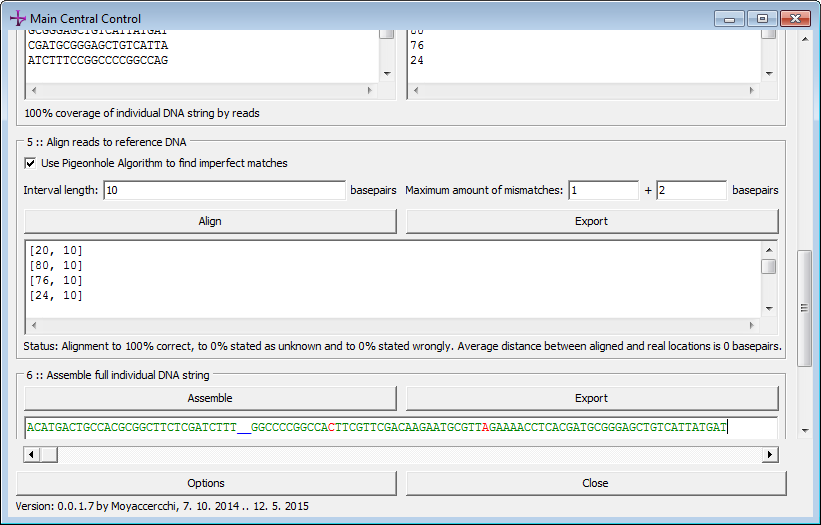 Main Central Control
GCGGGAGCTGTCATTATGAT 80
CGATGCGGGAGCTGTCATTA 76
ATCTTTCCGGCCCCGGCCAG 24
100% coverage of individual DNA string by reads
5 :: Align reads to reference DNA
Use Pigeonhole Algorithm to find imperfect matches
Interval length: 10 basepairs Maximum amount of mismatches: 1 + 2 basepairs
Align Export
[20, 10]
[80, 10]
[76, 10]
[24, 10]
Status: Alignment to 100% correct, to 0% stated as unknown and to 0% stated wrongly. Average distance between aligned and real locations is 0 basepairs.
6 :: Assemble full individual DNA string
Assemble Export
ACATGACTGCCACGCGGCTTCTCGATCTTT__GGCCCCGGCCACTTCGTTCGACAAGAATGCGTTAGAAAACCTCACGATGCGGGAGCTGTCATTATGAT
Options Close
Version: 0.0.1.7 by Moyaccercchi, 7. 10. 2014 .. 12. 5. 2015